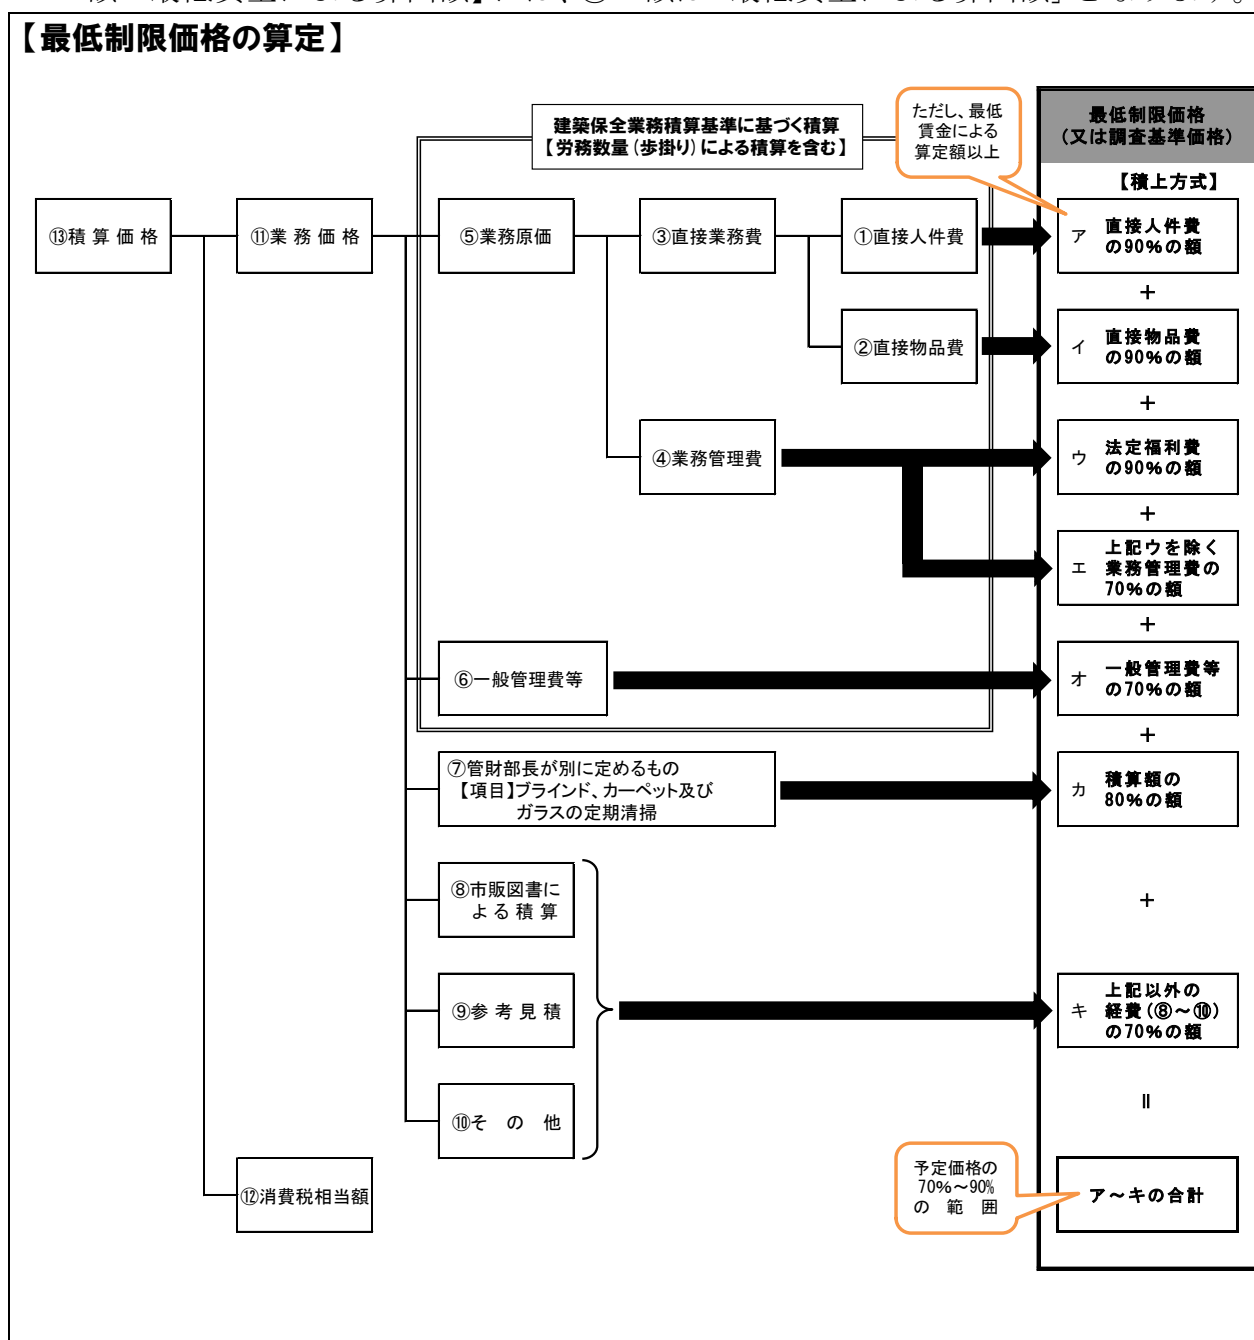 【最低制限価格の算定】
建築保全業務積算基準に基づく積算
【労務数量(歩掛り)による積算を含む】
ただし、最低
賃金による
算定額以上
最低制限価格
(又は調査基準価格)
【積上方式】
⑬積算価格
⑪業務価格
⑤業務原価
③直接業務費
①直接人件費
ア 直接人件費
の90%の額
+
②直接物品費
イ 直接物品費
の90%の額
+
④業務管理費
ウ 法定福利費
の90%の額
+
エ 上記ウを除く
業務管理費の
70%の額
+
⑥一般管理費等
オ 一般管理費等
の70%の額
+
⑦管財部長が別に定めるもの
【項目】ブラインド、カーペット及び
ガラスの定期清掃
カ 積算額の
80%の額
+
⑧市販図書に
よる積算
⑨参考見積
キ 上記以外の
経費(⑧~⑩)
の70%の額
⑩その他
=
⑫消費税相当額
予定価格の
70%~90%
の範囲
ア~キの合計